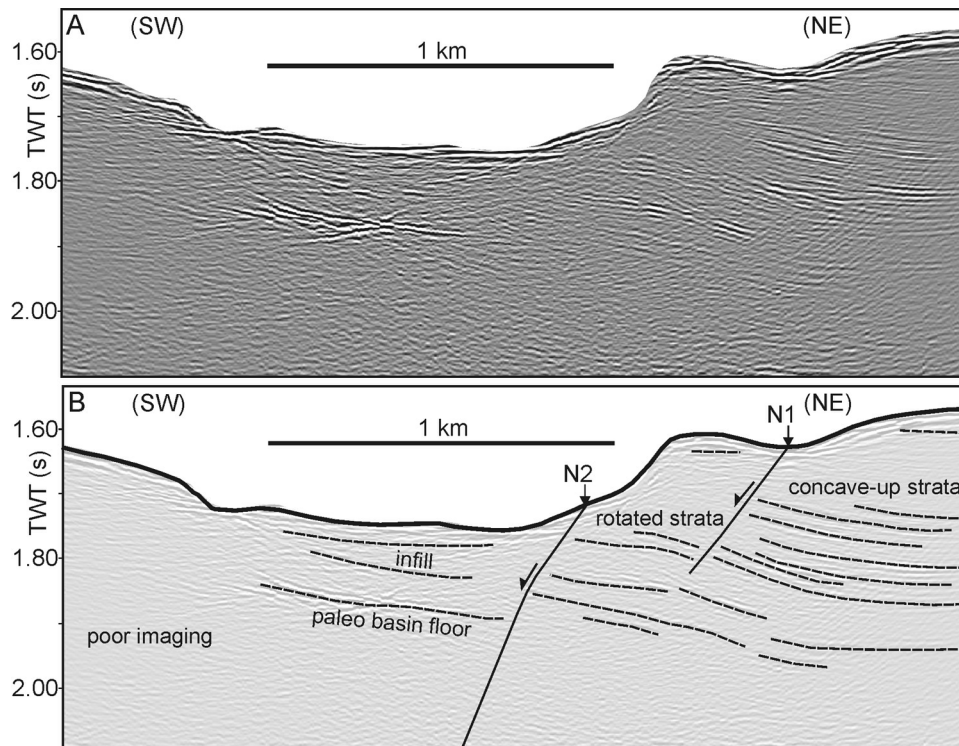 A (SW) (NE)
1 km
1.60
1.80
2.00
TWT (s)
B (SW) (NE)
1 km
N1
N2
1.60
1.80
2.00
TWT (s)
concave-up strata
rotated strata
infill
paleo basin floor
poor imaging